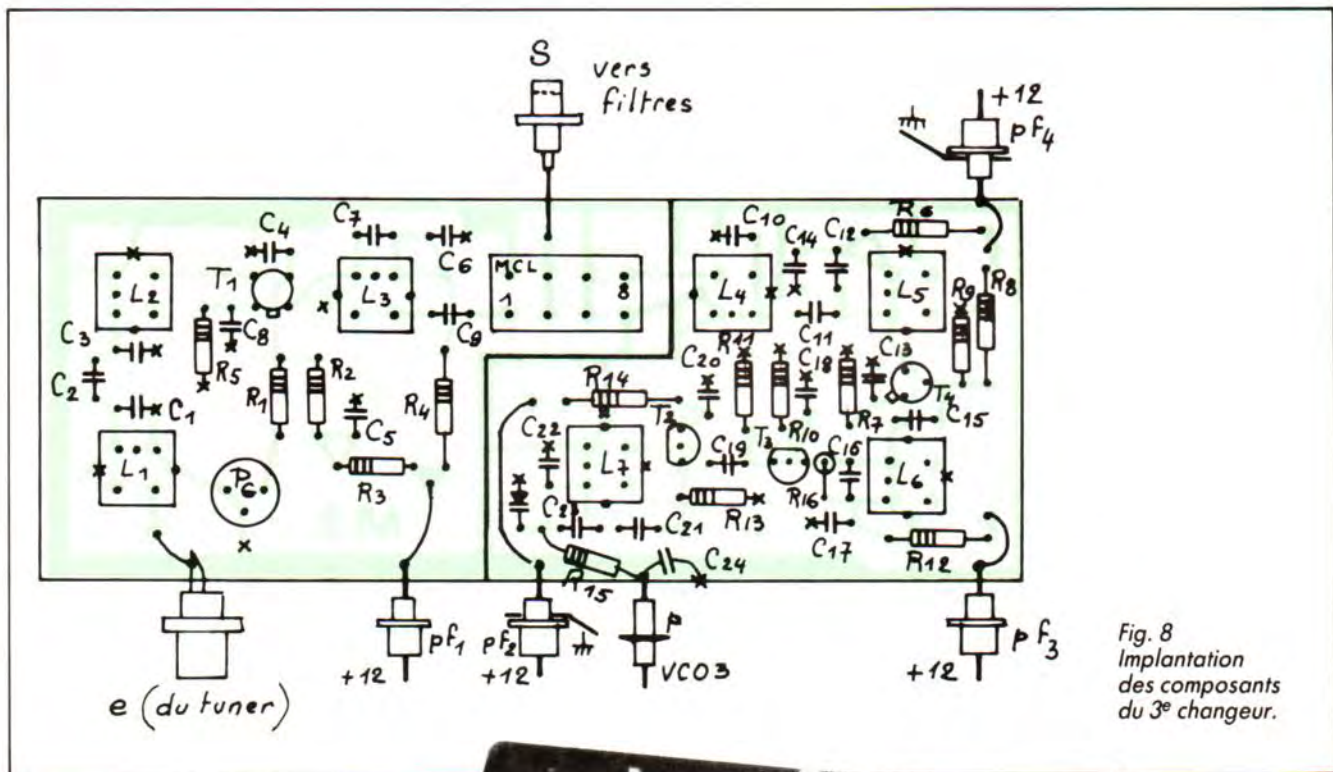 S
vers
filtres
+12
pf4
C7
C4
C6
T1
L2
L3
MCL
1
8
C10
C14
C12
R6
L4
L5
R9
R8
C3
C8
C9
C11
R5
C2
R1
R2
R4
C1
C5
R11
C20
C18
C13
R14
T2
R7
T4
C15
L1
P6
R3
C22
L7
C19
T3
R10
C16
L6
R16
R13
C23
C21
C17
R12
R15
C24
pf1
pf2
p
pf3
+12
+12
VCO3
+12
e (du tuner)
Fig. 8
Implantation
des composants
du 3e changeur.